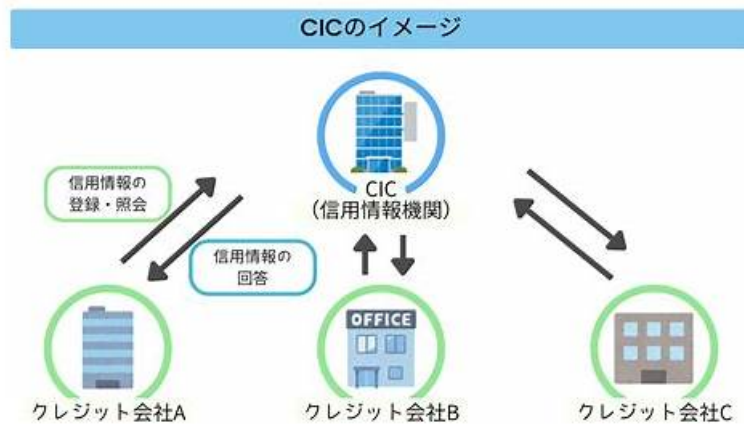 CICのイメージ
CIC
(信用情報機関)
信用情報の
登録・照会
信用情報の
回答
OFFICE
クレジット会社A
クレジット会社B
クレジット会社C